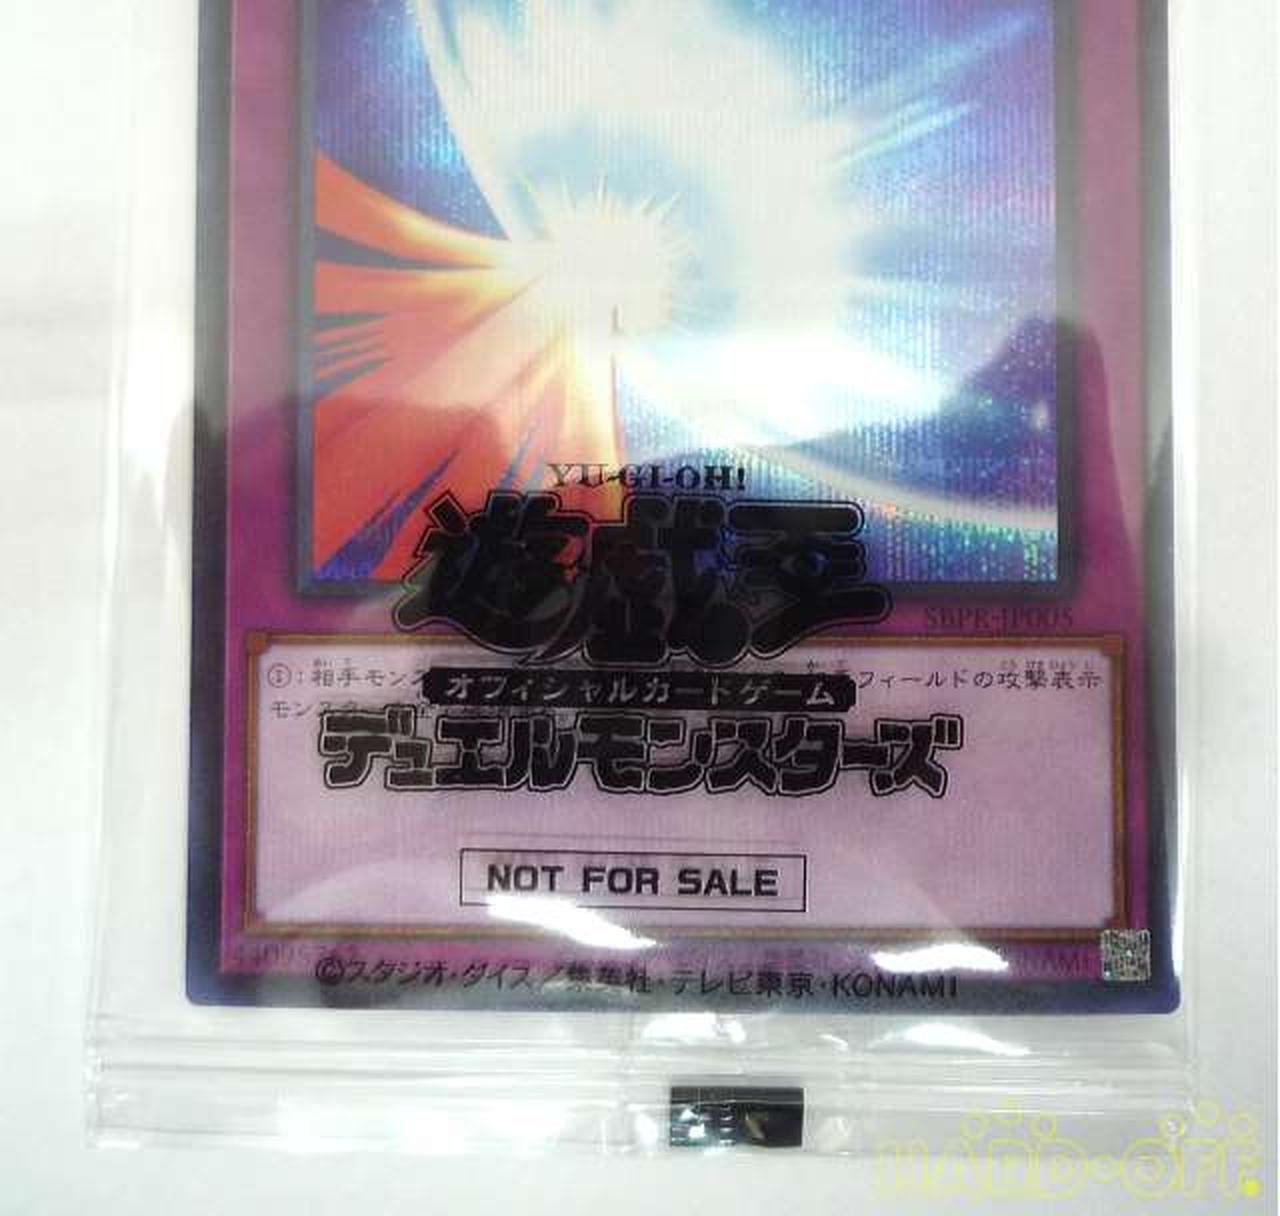 YU-GI-OH!
遊戯王
SBPR-JP005
①:相手モンス フィールドの攻撃表示
モンスター
オフィシャルカードゲーム
デュエルモンスターズ
NOT FOR SALE
©スタジオ・ダイス/集英社・テレビ東京・KONAMI
HARD-OFF